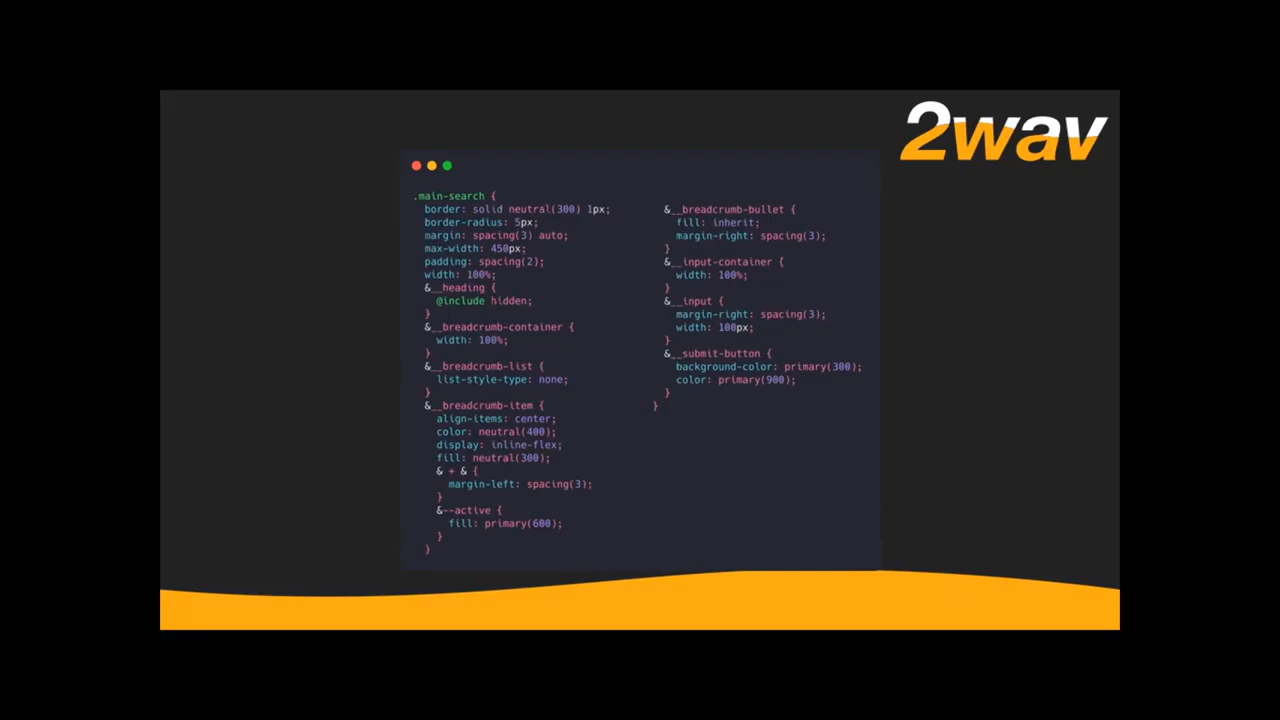 2wav
.main-search {
border: solid neutral(300) 1px;
border-radius: 5px;
margin: spacing(3) auto;
max-width: 450px;
padding: spacing(2);
width: 100%;
&__heading {
@include hidden;
}
&__breadcrumb-container {
width: 100%;
}
&__breadcrumb-list {
list-style-type: none;
}
&__breadcrumb-item {
align-items: center;
color: neutral(400);
display: inline-flex;
fill: neutral(300);
& + & {
margin-left: spacing(3);
}
&--active {
fill: primary(600);
}
}
&__breadcrumb-bullet {
fill: inherit;
margin-right: spacing(3);
}
&__input-container {
width: 100%;
}
&__input {
margin-right: spacing(3);
width: 100px;
}
&__submit-button {
background-color: primary(300);
color: primary(900);
}
}